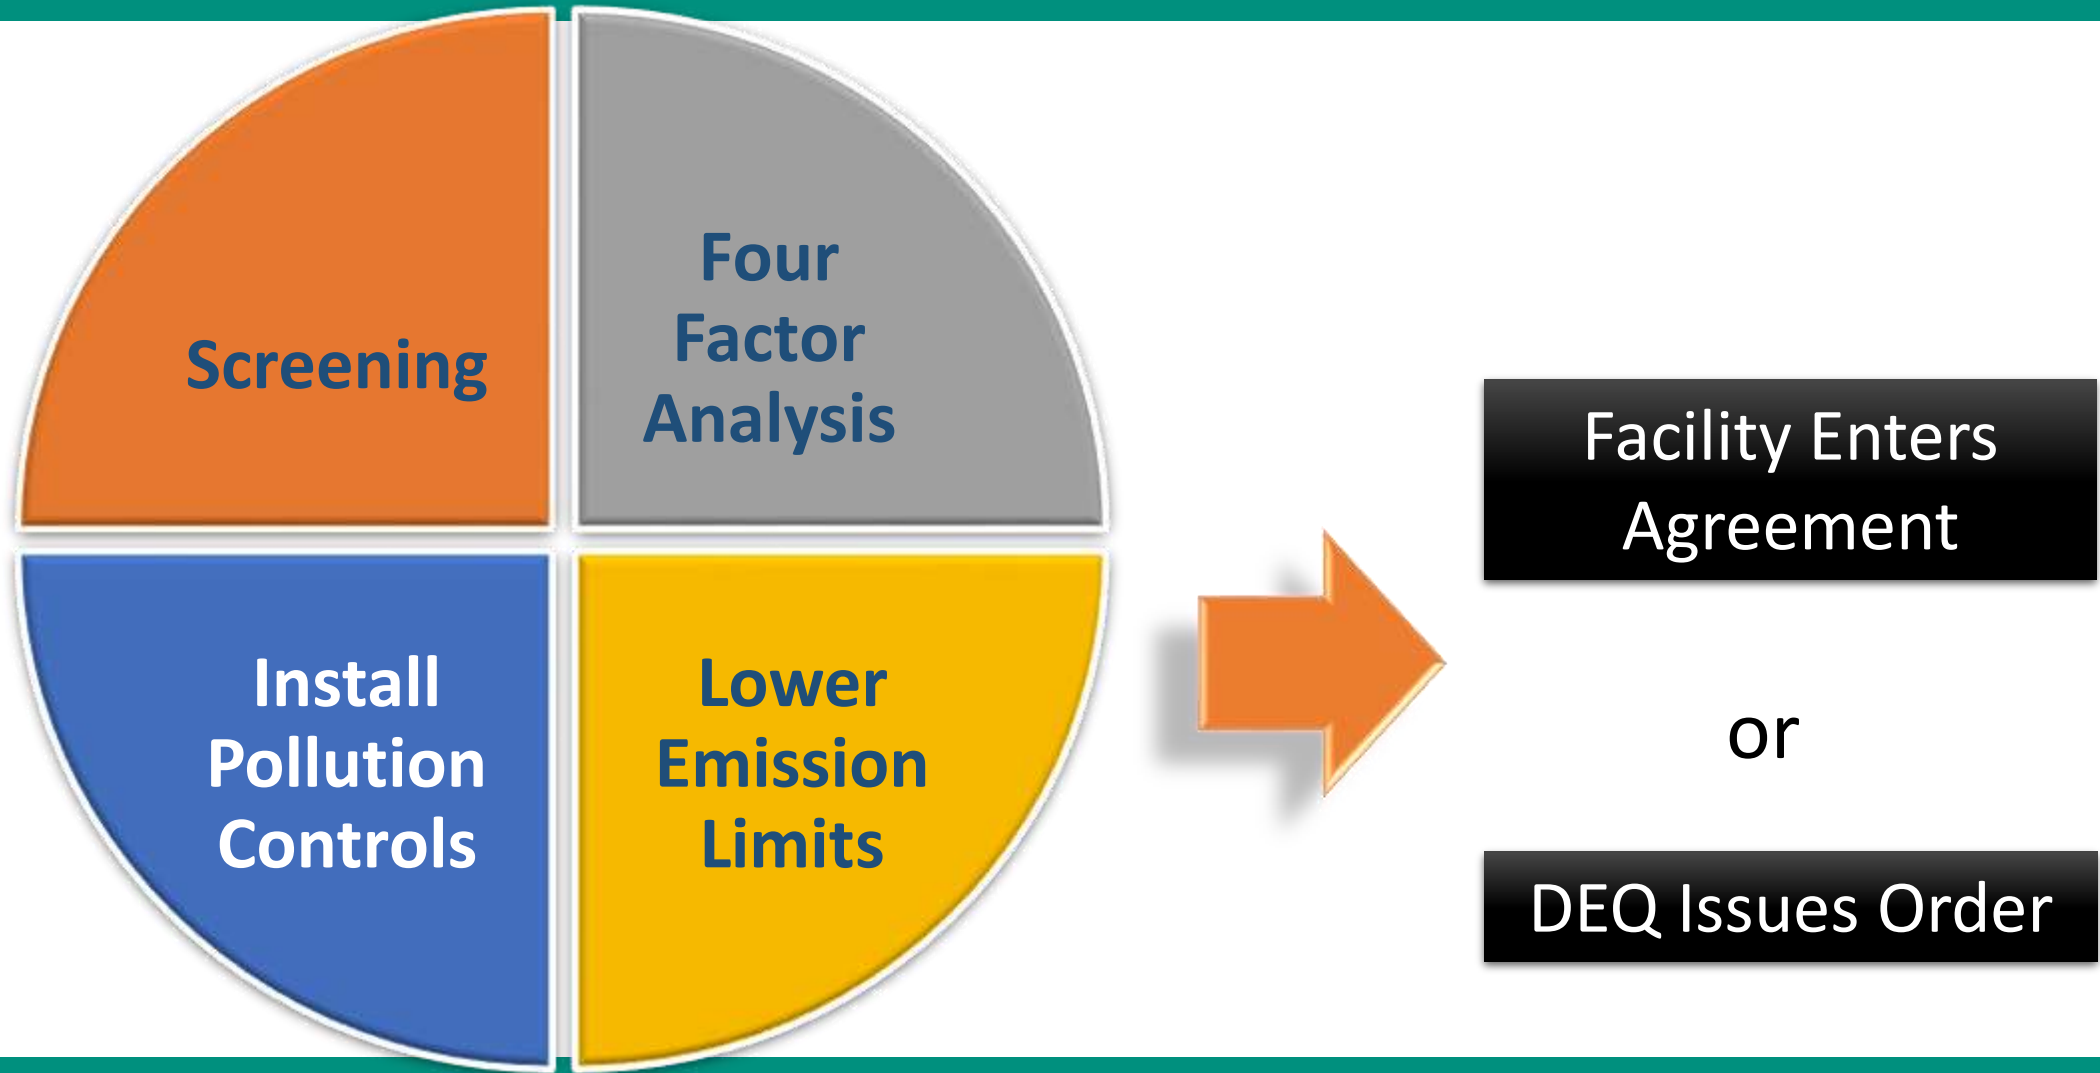 Screening
Four
Factor
Analysis
Install
Pollution
Controls
Lower
Emission
Limits
Facility Enters
Agreement
or
DEQ Issues Order